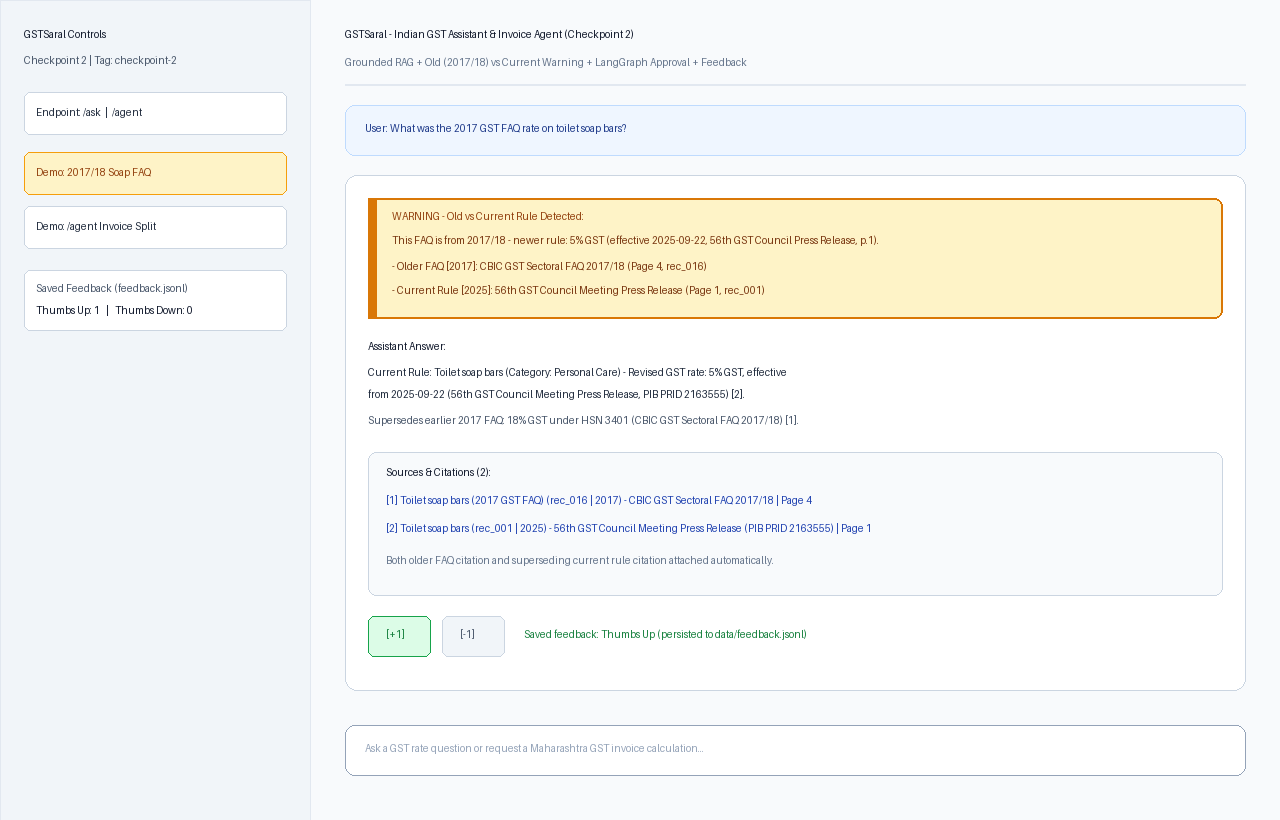 GSTSaral Controls
Checkpoint 2 | Tag: checkpoint-2
Endpoint: /ask | /agent
Demo: 2017/18 Soap FAQ
Demo: /agent Invoice Split
Saved Feedback (feedback.jsonl)
Thumbs Up: 1 | Thumbs Down: 0
GSTSaral - Indian GST Assistant & Invoice Agent (Checkpoint 2)
Grounded RAG + Old (2017/18) vs Current Warning + LangGraph Approval + Feedback
User: What was the 2017 GST FAQ rate on toilet soap bars?
WARNING - Old vs Current Rule Detected:
This FAQ is from 2017/18 - newer rule: 5% GST (effective 2025-09-22, 56th GST Council Press Release, p.1).
- Older FAQ [2017]: CBIC GST Sectoral FAQ 2017/18 (Page 4, rec_016)
- Current Rule [2025]: 56th GST Council Meeting Press Release (Page 1, rec_001)
Assistant Answer:
Current Rule: Toilet soap bars (Category: Personal Care) - Revised GST rate: 5% GST, effective
from 2025-09-22 (56th GST Council Meeting Press Release, PIB PRID 2163555) [2].
Supersedes earlier 2017 FAQ: 18% GST under HSN 3401 (CBIC GST Sectoral FAQ 2017/18) [1].
Sources & Citations (2):
[1] Toilet soap bars (2017 GST FAQ) (rec_016 | 2017) - CBIC GST Sectoral FAQ 2017/18 | Page 4
[2] Toilet soap bars (rec_001 | 2025) - 56th GST Council Meeting Press Release (PIB PRID 2163555) | Page 1
Both older FAQ citation and superseding current rule citation attached automatically.
[+1]
[-1]
Saved feedback: Thumbs Up (persisted to data/feedback.jsonl)
Ask a GST rate question or request a Maharashtra GST invoice calculation...